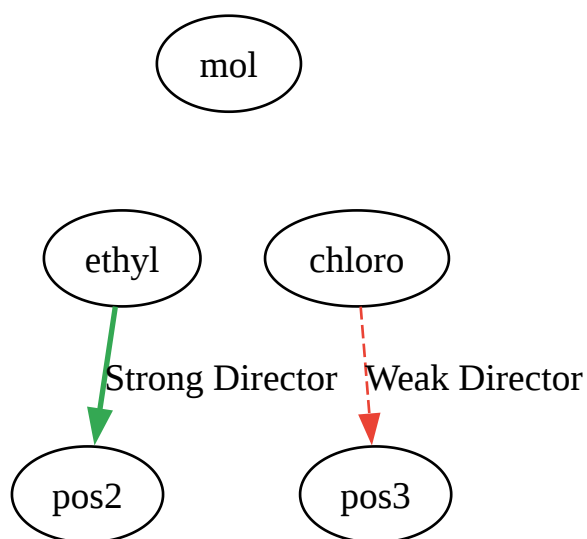 mol
ethyl
chloro
Strong Director
Weak Director
pos2
pos3